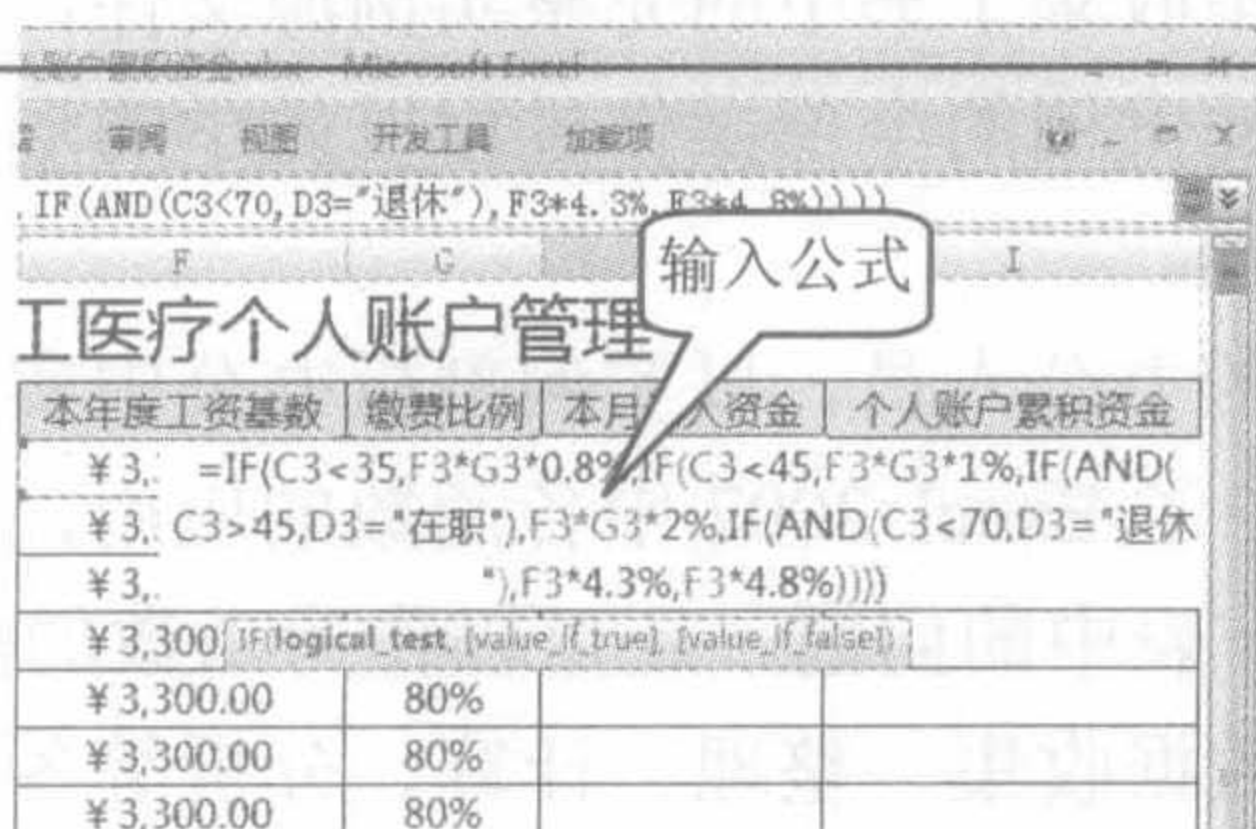 审阅 视图 开发工具 加载项
IF(AND(C3<70,D3="退休"),F3*4.3%,F3*4.8%))))
F G I
输入公式
工医疗个人账户管理
本年度工资基数 缴费比例 本月 入资金 个人账户累积资金
¥3, =IF(C3<35,F3*G3*0.8%,IF(C3<45,F3*G3*1%,IF(AND(
¥3, C3>45,D3="在职"),F3*G3*2%,IF(AND(C3<70,D3="退休
¥3, "),F3*4.3%,F3*4.8%))))
¥3,300 IF(logical_test, [value_if_true], [value_if_false])
¥3,300.00 80%
¥3,300.00 80%
¥3,300.00 80%